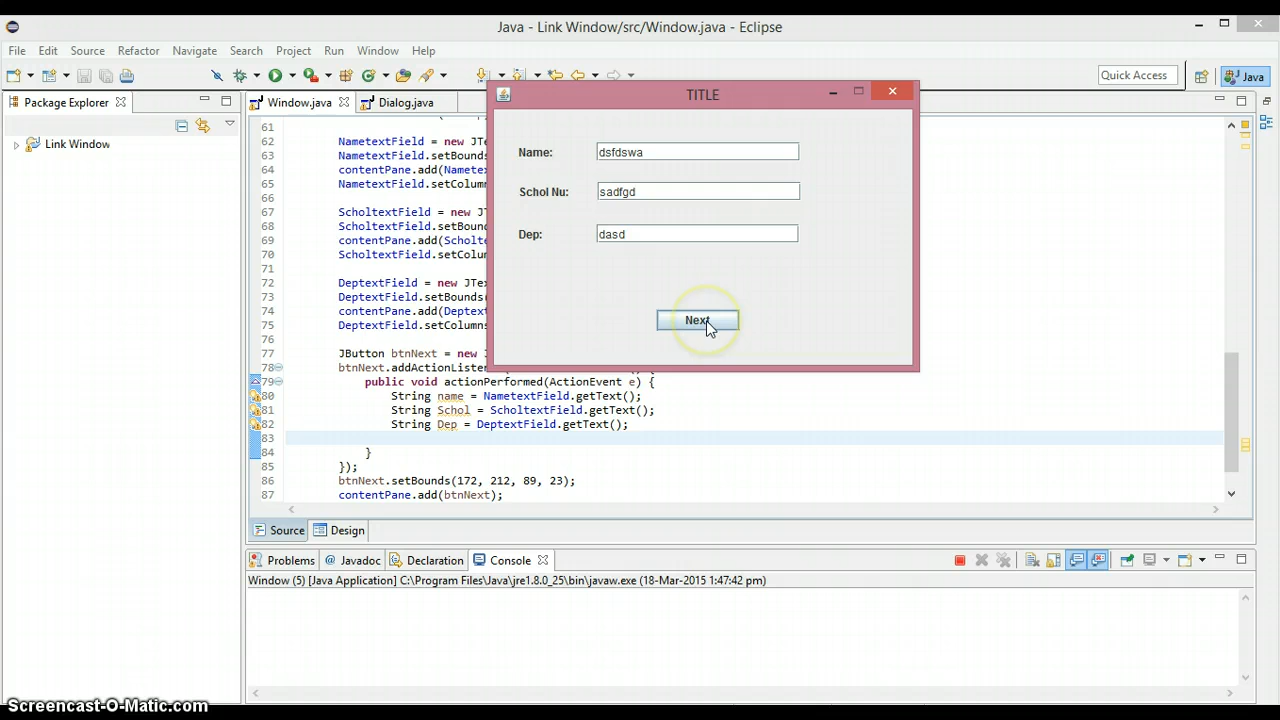 Java - Link Window/src/Window.java - Eclipse
File Edit Source Refactor Navigate Search Project Run Window Help
Quick Access
Java
Package Explorer
Window.java
Dialog.java
Link Window
TITLE
Name: dsfdswa
Schol Nu: sadfgd
Dep: dasd
Next
61
62 NametextField = new JT
63 NametextField.setBounds
64 contentPane.add(Namete
65 NametextField.setColum
66
67 ScholtextField = new J
68 ScholtextField.setBoun
69 contentPane.add(Scholte
70 ScholtextField.setColum
71
72 DeptextField = new JTex
73 DeptextField.setBounds(
74 contentPane.add(Deptext
75 DeptextField.setColumns
76
77 JButton btnNext = new J
78 btnNext.addActionListen
79 public void actionPerformed(ActionEvent e) {
80 String name = NametextField.getText();
81 String Schol = ScholtextField.getText();
82 String Dep = DeptextField.getText();
83
84 }
85 });
86 btnNext.setBounds(172, 212, 89, 23);
87 contentPane.add(btnNext);
Source Design
Problems @ Javadoc Declaration Console
Window (5) [Java Application] C:\Program Files\Java\jre1.8.0_25\bin\javaw.exe (18-Mar-2015 1:47:42 pm)
Screencast-O-Matic.com